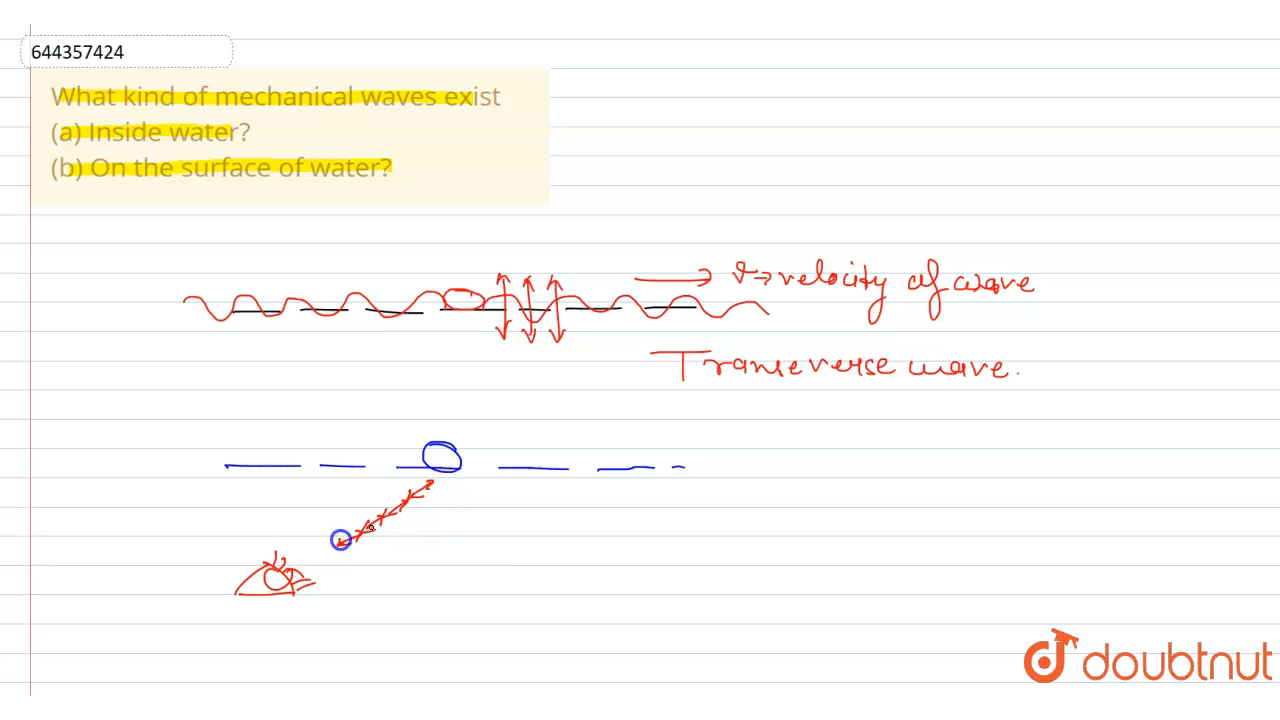 644357424
What kind of mechanical waves exist
(a) Inside water?
(b) On the surface of water?
v→velocity of wave
Transeverse wave.
doubtnut